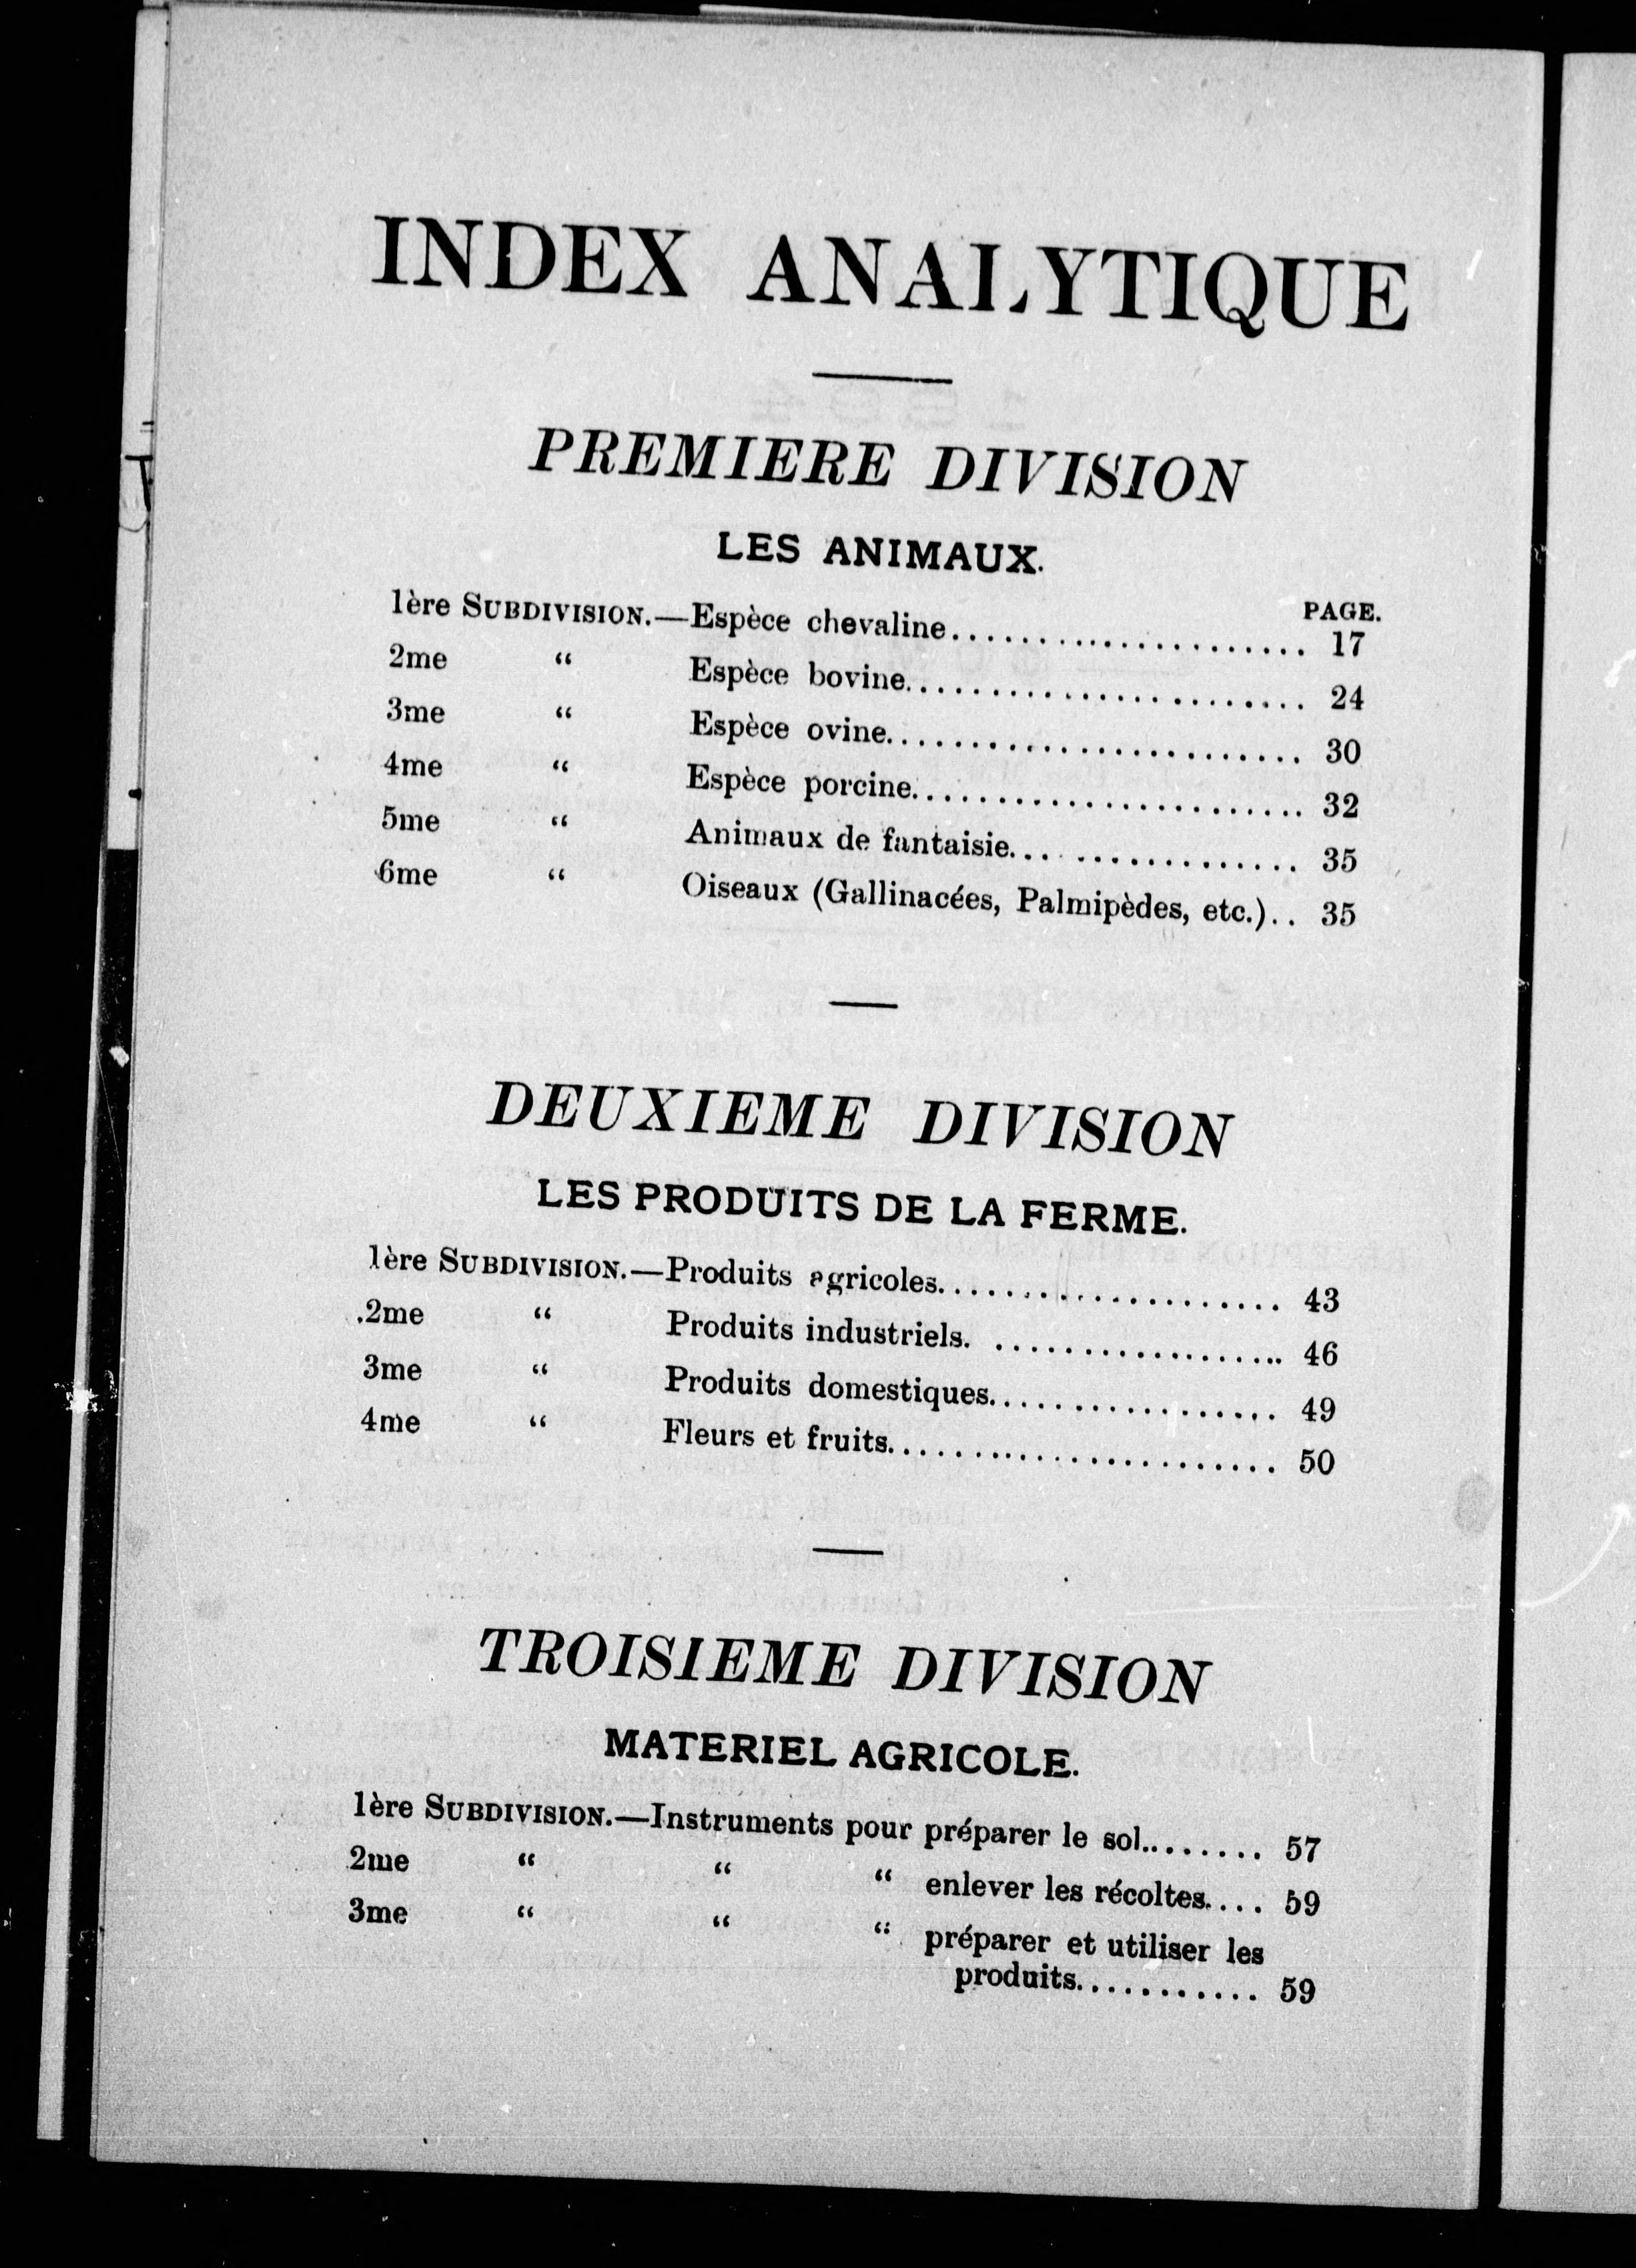 INDEX ANALYTIQUE
PREMIERE DIVISION
LES ANIMAUX.
PAGE.
1ère SUBDIVISION.—Espèce chevaline........................ 17
2me “ Espèce bovine........................ 24
3me “ Espèce ovine........................ 30
4me “ Espèce porcine........................ 32
5me “ Animaux de fantaisie................... 35
6me “ Oiseaux (Gallinacées, Palmipèdes, etc.).. 35
DEUXIEME DIVISION
LES PRODUITS DE LA FERME.
1ère SUBDIVISION.—Produits agricoles..................... 43
2me “ Produits industriels. .................. 46
3me “ Produits domestiques.................. 49
4me “ Fleurs et fruits........................ 50
TROISIEME DIVISION
MATERIEL AGRICOLE.
1ère SUBDIVISION.—Instruments pour préparer le sol......... 57
2me “ “ “ enlever les récoltes.... 59
3me “ “ “ préparer et utiliser les
produits............ 59